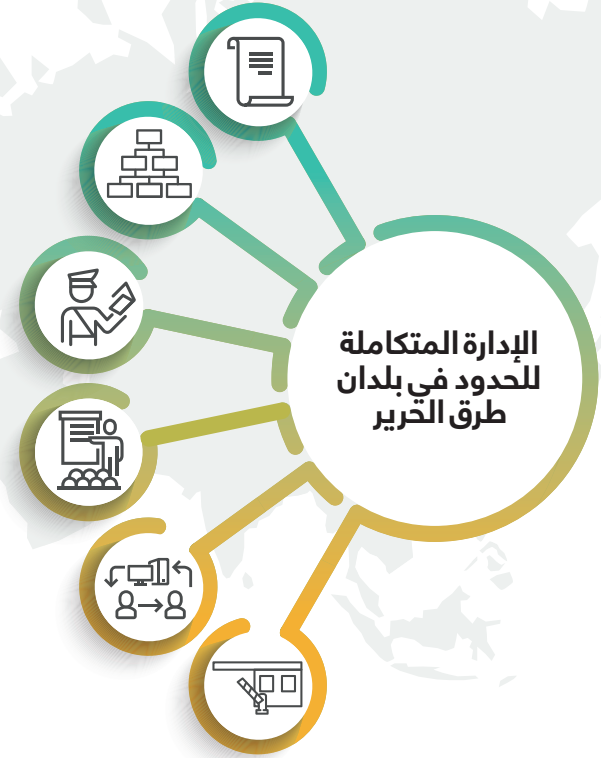 الإدارة المتكاملة
للحدود في بلدان
طرق الحرير